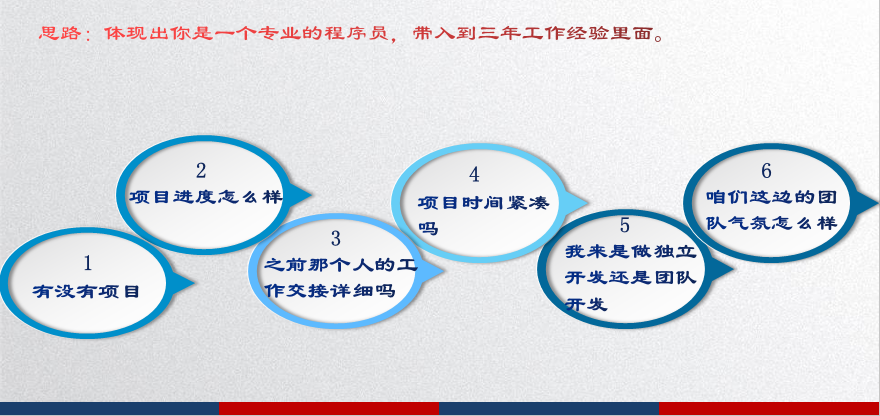 思路：体现出你是一个专业的程序员，带入到三年工作经验里面。
1
有没有项目
2
项目进度怎么样
3
之前那个人的工
作交接详细吗
4
项目时间紧凑
吗
5
我来是做独立
开发还是团队
开发
6
咱们这边的团
队气氛怎么样